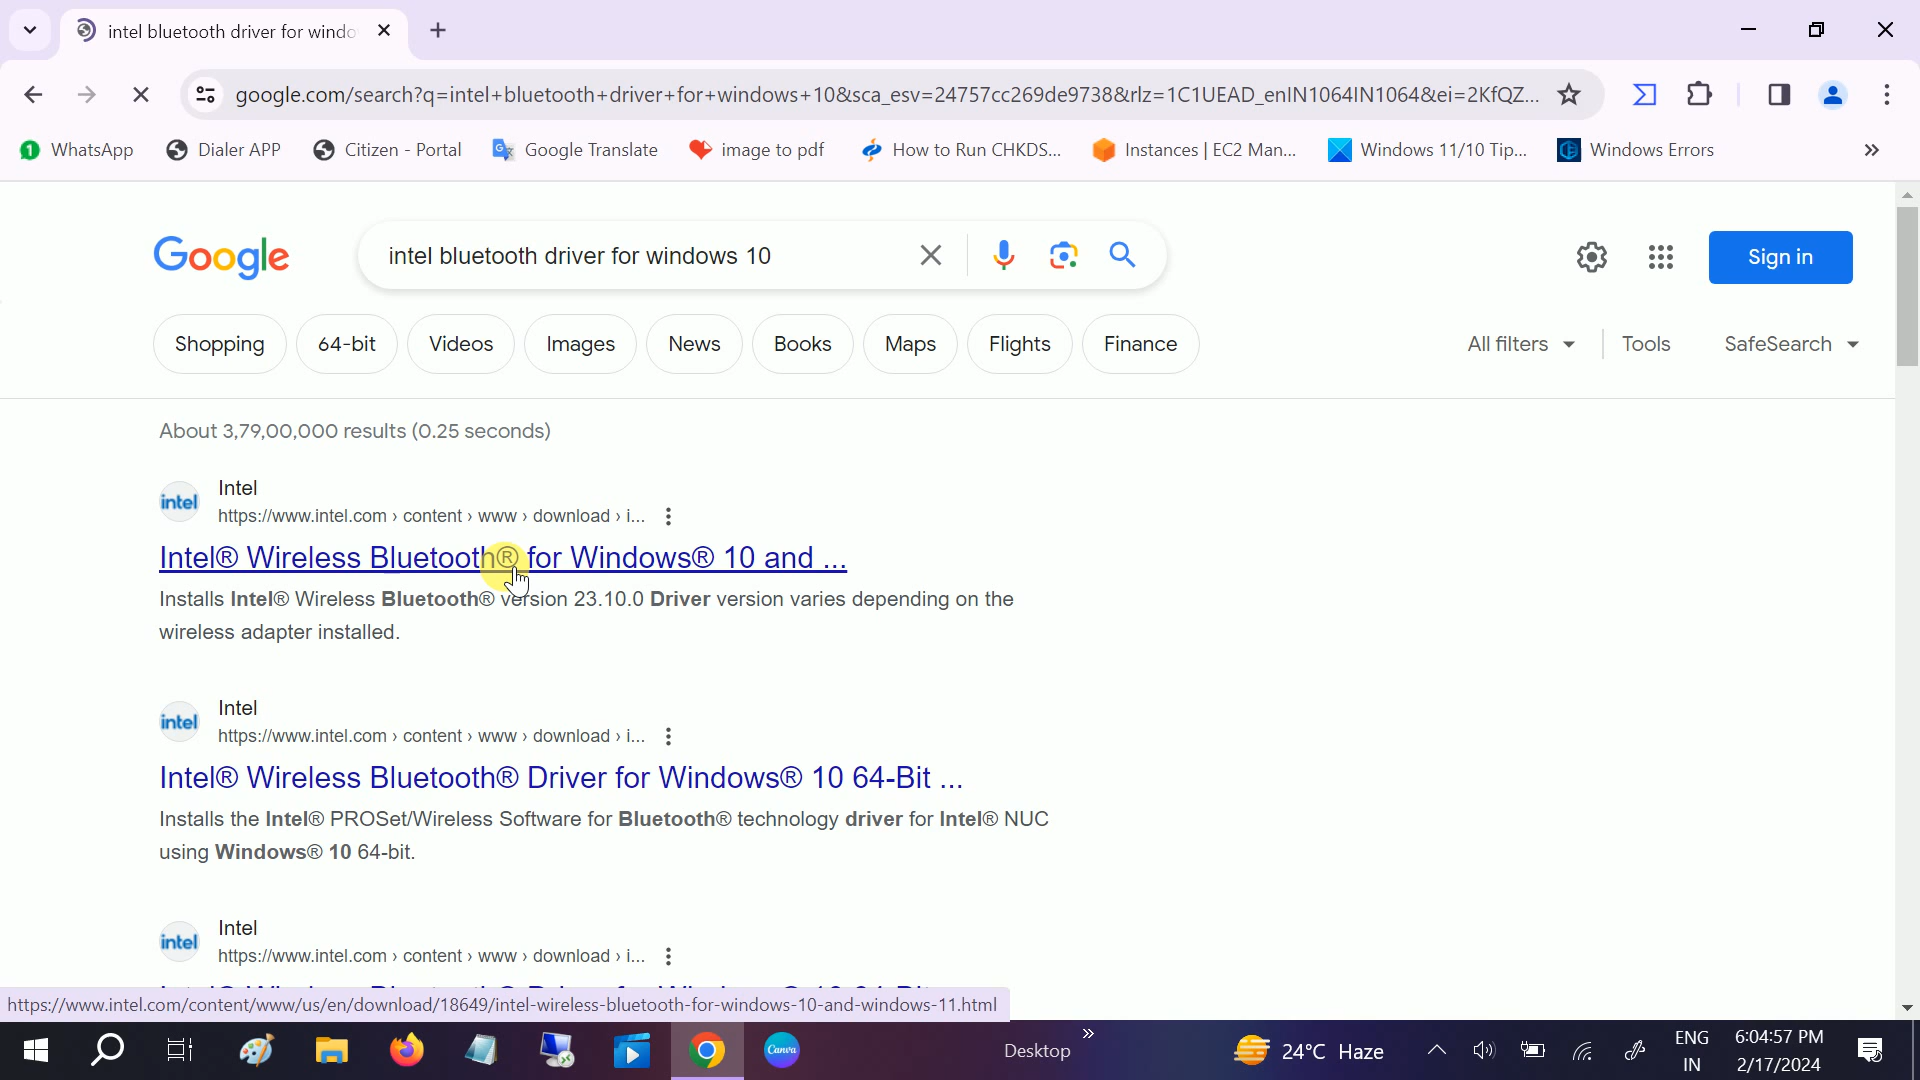 intel bluetooth driver for windo
google.com/search?q=intel+bluetooth+driver+for+windows+10&sca_esv=24757cc269de9738&rlz=1C1UEAD_enIN1064IN1064&ei=2KfQZ...
1 WhatsApp Dialer APP Citizen - Portal Google Translate image to pdf How to Run CHKDS... Instances | EC2 Man... Windows 11/10 Tip... Windows Errors »
Google intel bluetooth driver for windows 10 Sign in
Shopping 64-bit Videos Images News Books Maps Flights Finance All filters Tools SafeSearch
About 3,79,00,000 results (0.25 seconds)
intel Intel
https://www.intel.com › content › www › download › i...
Intel® Wireless Bluetooth® for Windows® 10 and ...
Installs Intel® Wireless Bluetooth® version 23.10.0 Driver version varies depending on the
wireless adapter installed.
intel Intel
https://www.intel.com › content › www › download › i...
Intel® Wireless Bluetooth® Driver for Windows® 10 64-Bit ...
Installs the Intel® PROSet/Wireless Software for Bluetooth® technology driver for Intel® NUC
using Windows® 10 64-bit.
intel Intel
https://www.intel.com › content › www › download › i...
https://www.intel.com/content/www/us/en/download/18649/intel-wireless-bluetooth-for-windows-10-and-windows-11.html
Canva Desktop » 24°C Haze ENG 6:04:57 PM
IN 2/17/2024